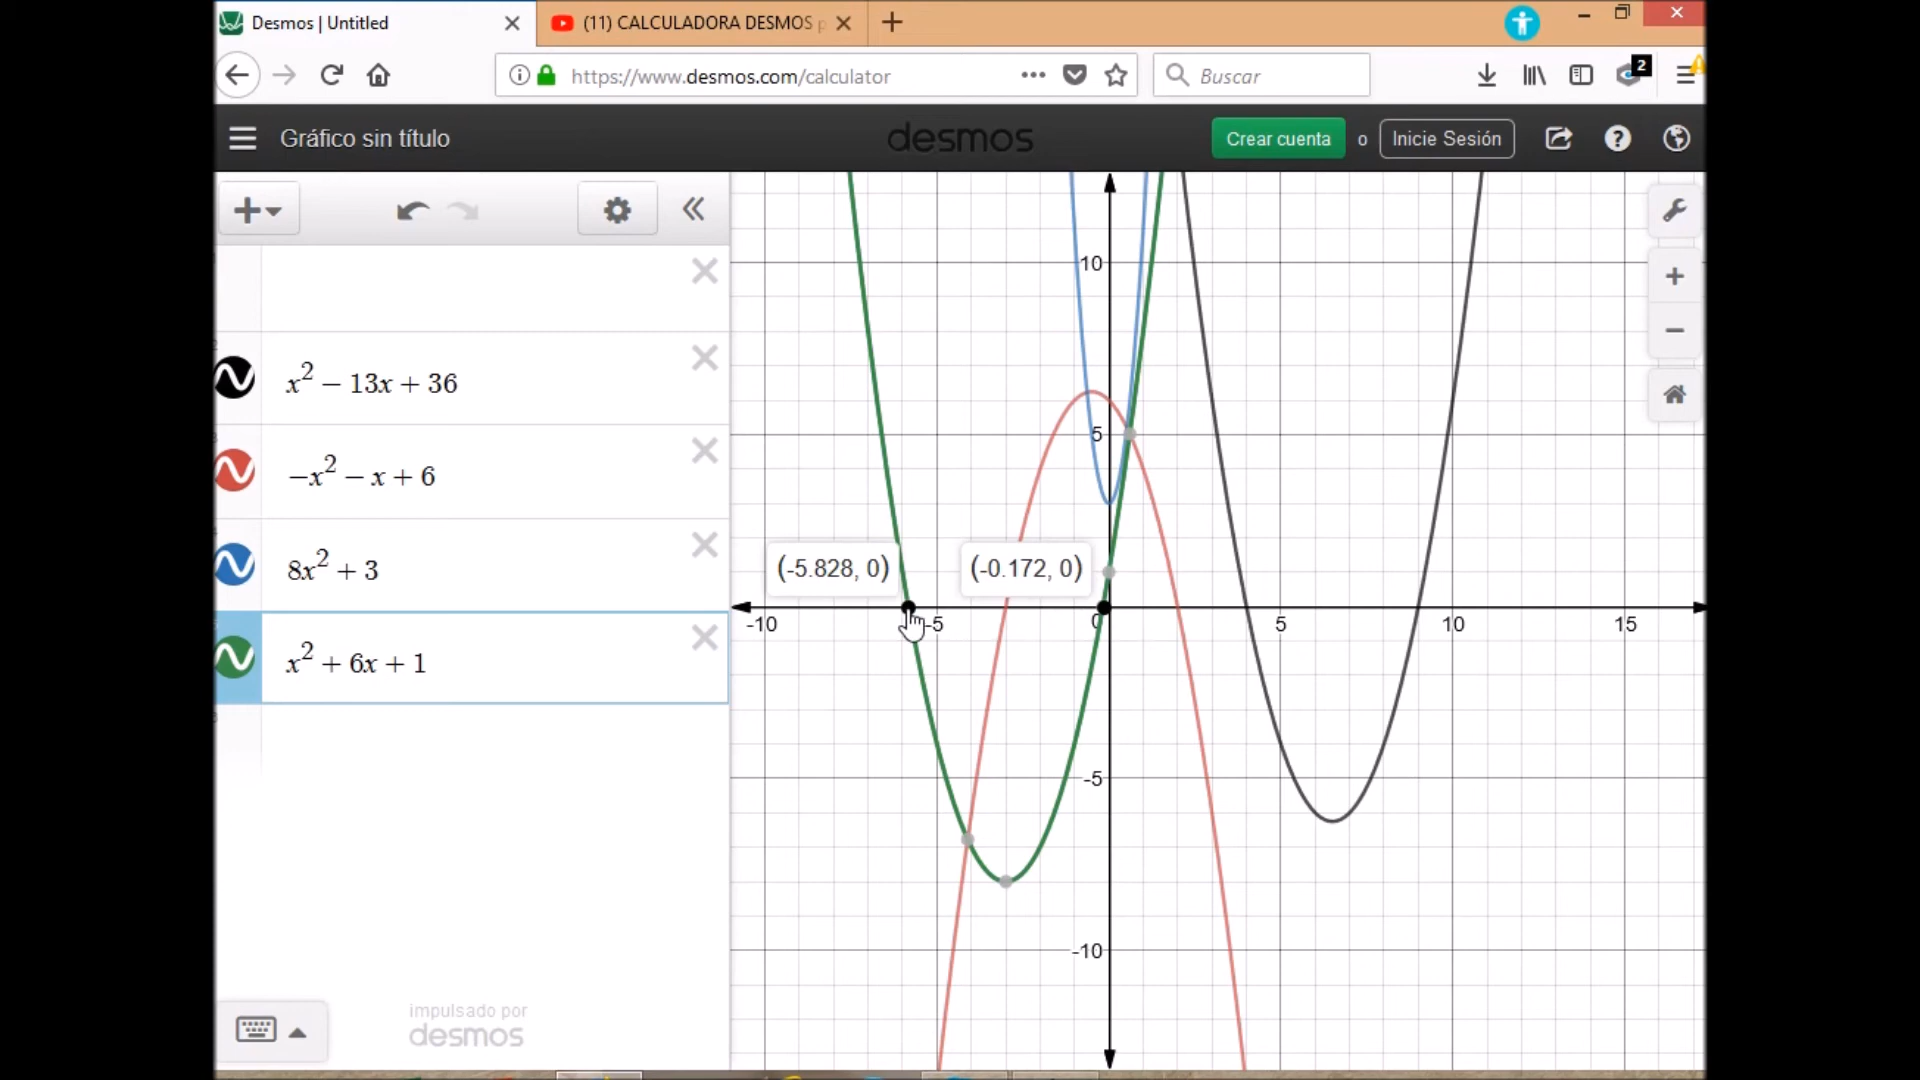 Desmos | Untitled
(11) CALCULADORA DESMOS
https://www.desmos.com/calculator
Buscar
2
Gráfico sin título
desmos
Crear cuenta
o
Inicie Sesión
x² − 13x + 36
−x² − x + 6
8x² + 3
x² + 6x + 1
impulsado por
desmos
10
5
(-5.828, 0)
(-0.172, 0)
-10
-5
0
5
10
15
-5
-10